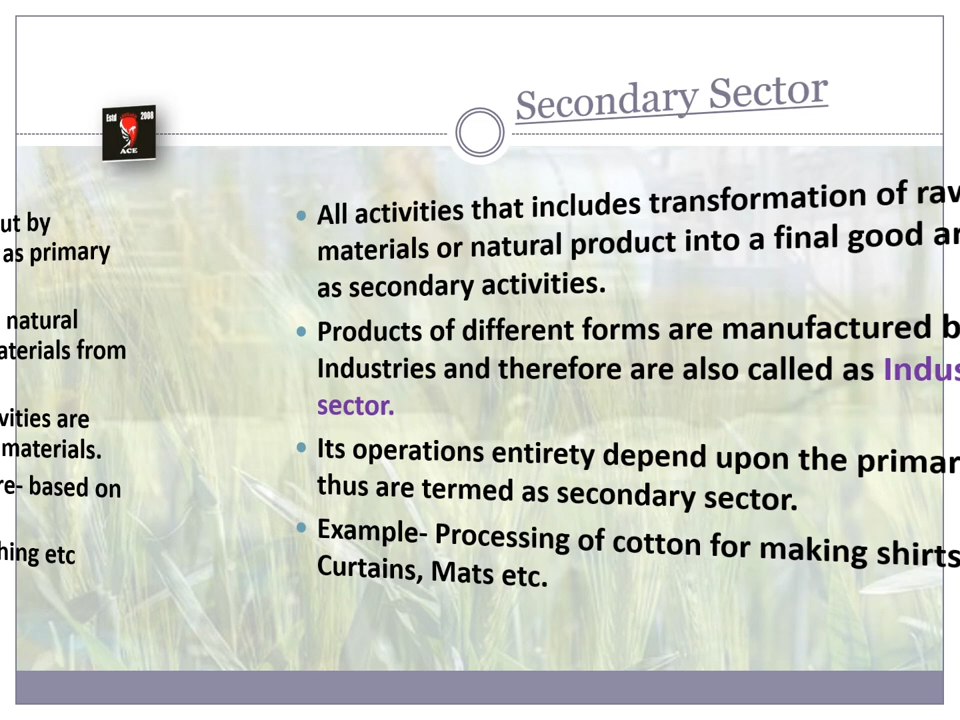 Secondary Sector
Estd 2008
ACE
ut by
as primary
natural
aterials from
vities are
materials.
re- based on
hing etc
• All activities that includes transformation of raw
materials or natural product into a final good ar
as secondary activities.
• Products of different forms are manufactured b
Industries and therefore are also called as Indus
sector.
• Its operations entirety depend upon the primar
thus are termed as secondary sector.
• Example- Processing of cotton for making shirts
Curtains, Mats etc.